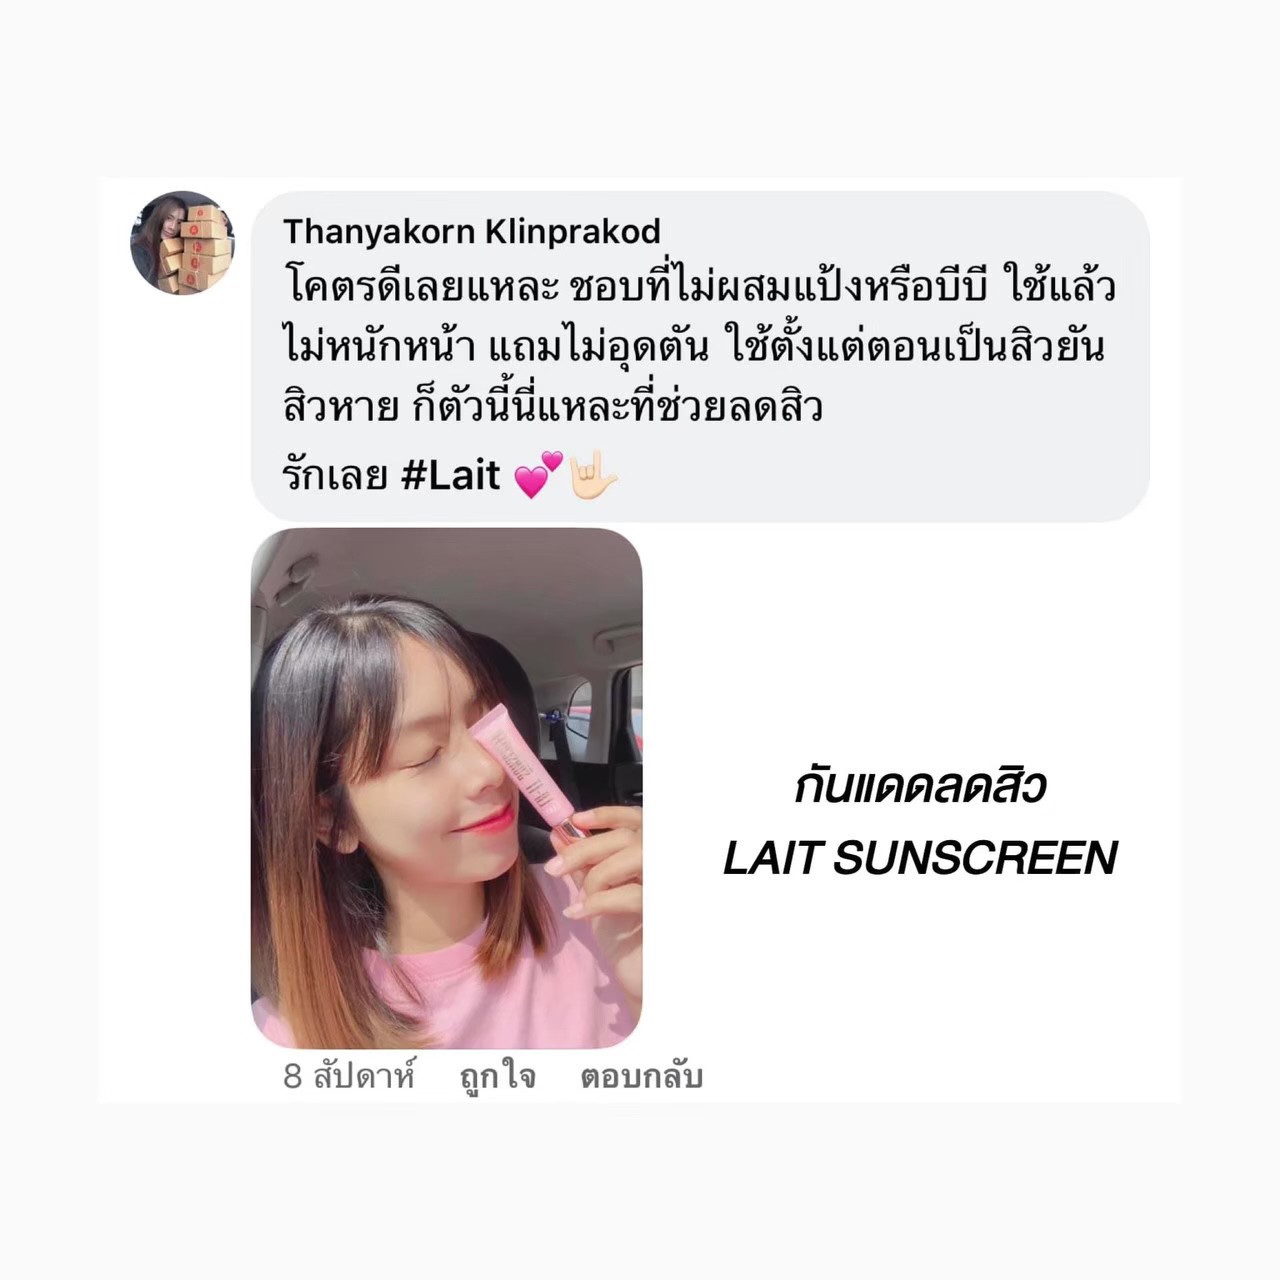 Thanyakorn Klinprakod
โคตรดีเลยแหละ ชอบที่ไม่ผสมแป้งหรือบีบี ใช้แล้ว
ไม่หนักหน้า แถมไม่อุดตัน ใช้ตั้งแต่ตอนเป็นสิวยัน
สิวหาย ก็ตัวนี้นี่แหละที่ช่วยลดสิว
รักเลย #Lait 💕🤟🏻
กันแดดลดสิว
LAIT SUNSCREEN
8 สัปดาห์ ถูกใจ ตอบกลับ